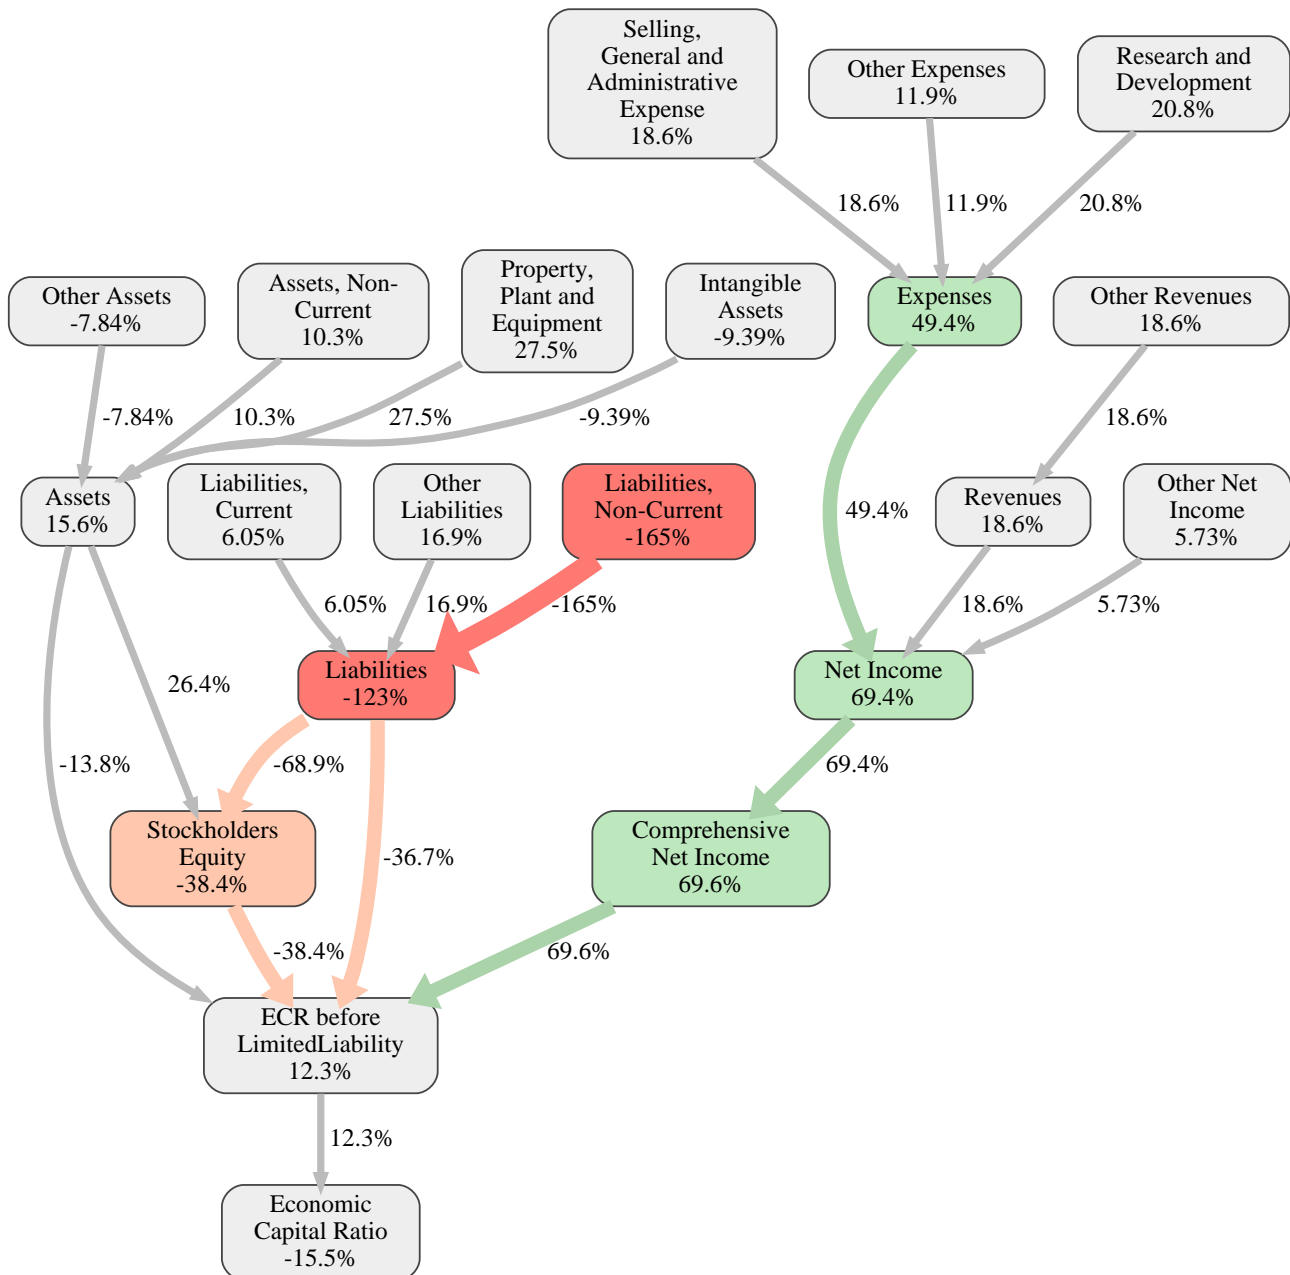 Selling,
General and
Administrative
Expense
18.6%
Other Expenses
11.9%
Research and
Development
20.8%
18.6%
11.9%
20.8%
Other Assets
-7.84%
Assets, Non-
Current
10.3%
Property,
Plant and
Equipment
27.5%
Intangible
Assets
-9.39%
Expenses
49.4%
Other Revenues
18.6%
-7.84%
10.3%
27.5%
-9.39%
18.6%
Assets
15.6%
Liabilities,
Current
6.05%
Other
Liabilities
16.9%
Liabilities,
Non-Current
-165%
49.4%
Revenues
18.6%
Other Net
Income
5.73%
6.05%
16.9%
-165%
18.6%
5.73%
Liabilities
-123%
Net Income
69.4%
26.4%
-13.8%
-68.9%
69.4%
Stockholders
Equity
-38.4%
-36.7%
Comprehensive
Net Income
69.6%
-38.4%
69.6%
ECR before
LimitedLiability
12.3%
12.3%
Economic
Capital Ratio
-15.5%